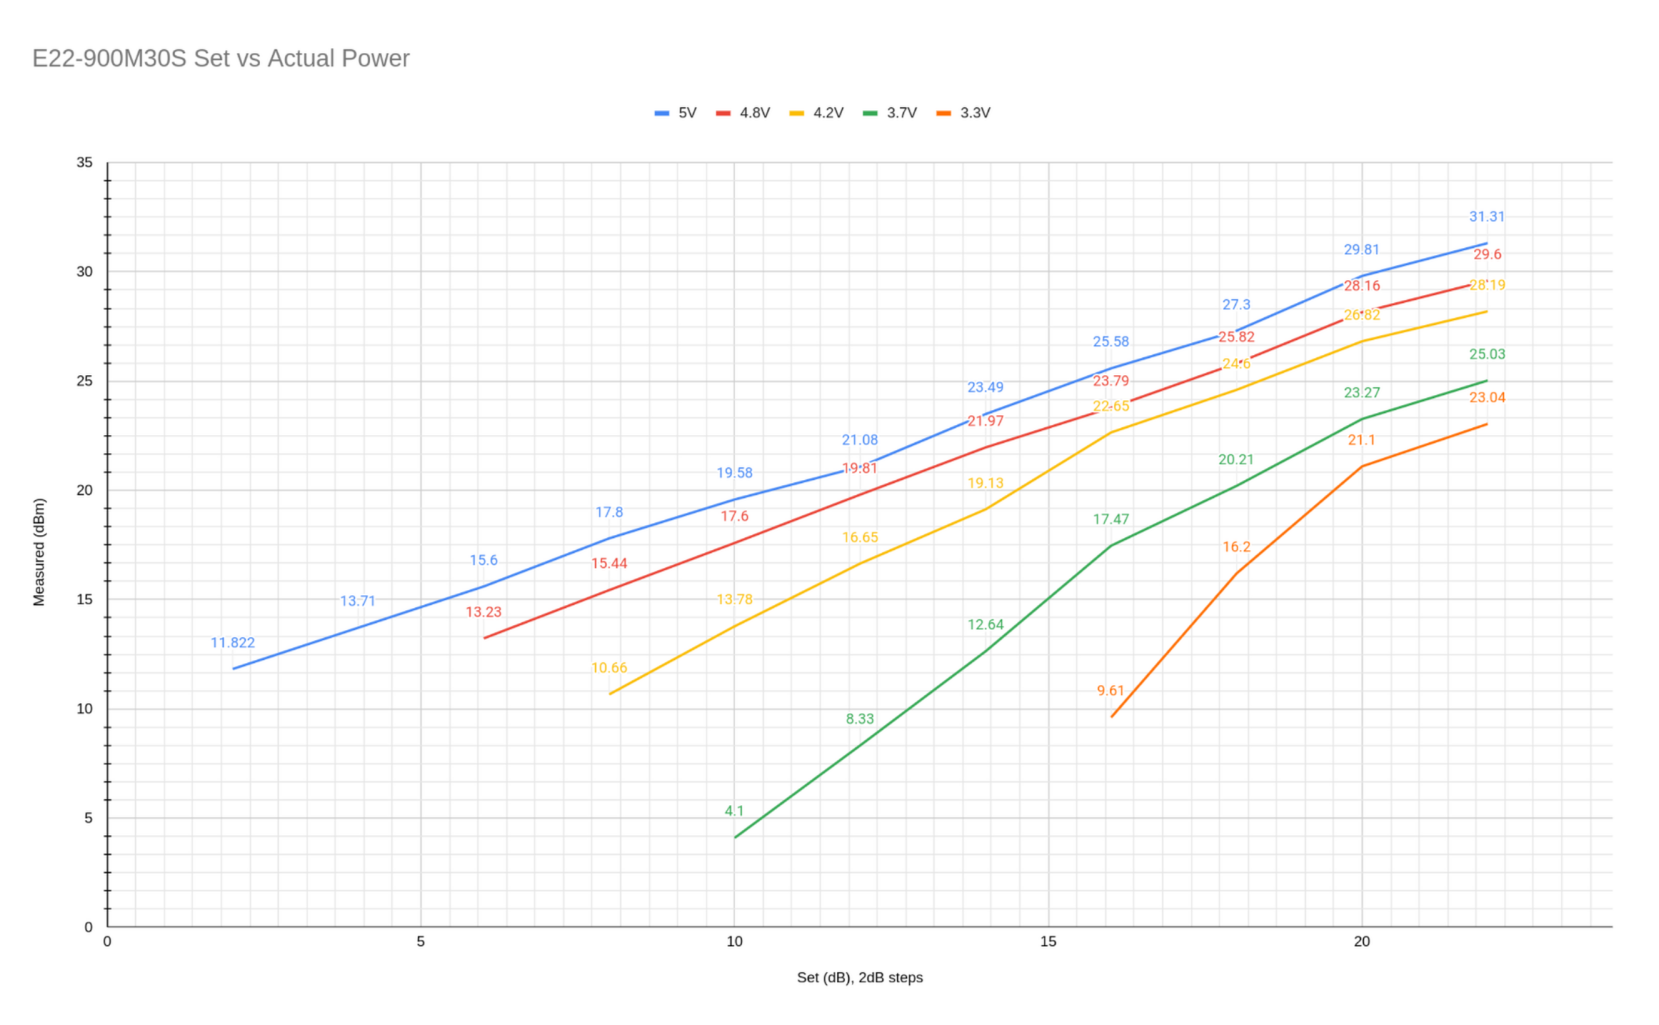 E22-900M30S Set vs Actual Power
5V 4.8V 4.2V 3.7V 3.3V
35
30
25
20
15
10
5
0
Measured (dBm)
0 5 10 15 20
Set (dB), 2dB steps
11.822 13.71 15.6 17.8 19.58 21.08 23.49 25.58 27.3 29.81 31.31
13.23 15.44 17.6 19.81 21.97 23.79 25.82 28.16 29.6
10.66 13.78 16.65 19.13 22.65 24.6 26.82 28.19
4.1 8.33 12.64 17.47 20.21 23.27 25.03
9.61 16.2 21.1 23.04